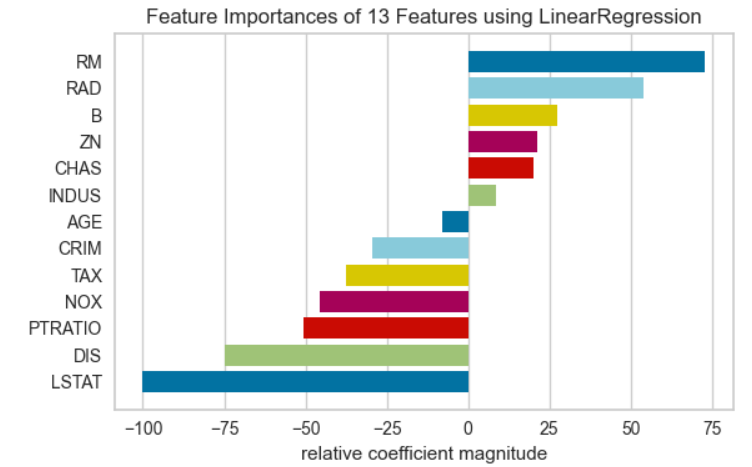 Feature Importances of 13 Features using LinearRegression
RM
RAD
B
ZN
CHAS
INDUS
AGE
CRIM
TAX
NOX
PTRATIO
DIS
LSTAT
−100 −75 −50 −25 0 25 50 75
relative coefficient magnitude